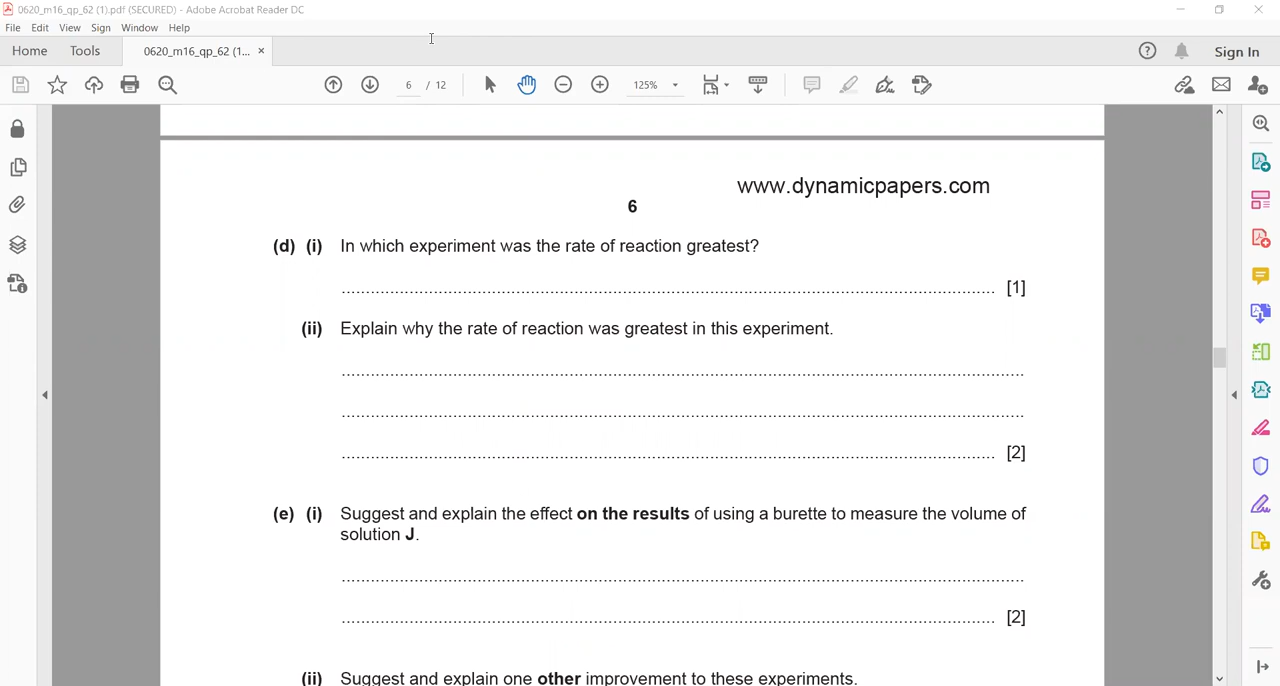 0620_m16_qp_62 (1).pdf (SECURED) - Adobe Acrobat Reader DC
File Edit View Sign Window Help
Home Tools 0620_m16_qp_62 (1... × Sign In
6 / 12 125%
www.dynamicpapers.com
6
(d) (i) In which experiment was the rate of reaction greatest?
[1]
(ii) Explain why the rate of reaction was greatest in this experiment.
[2]
(e) (i) Suggest and explain the effect on the results of using a burette to measure the volume of
solution J.
[2]
(ii) Suggest and explain one other improvement to these experiments.